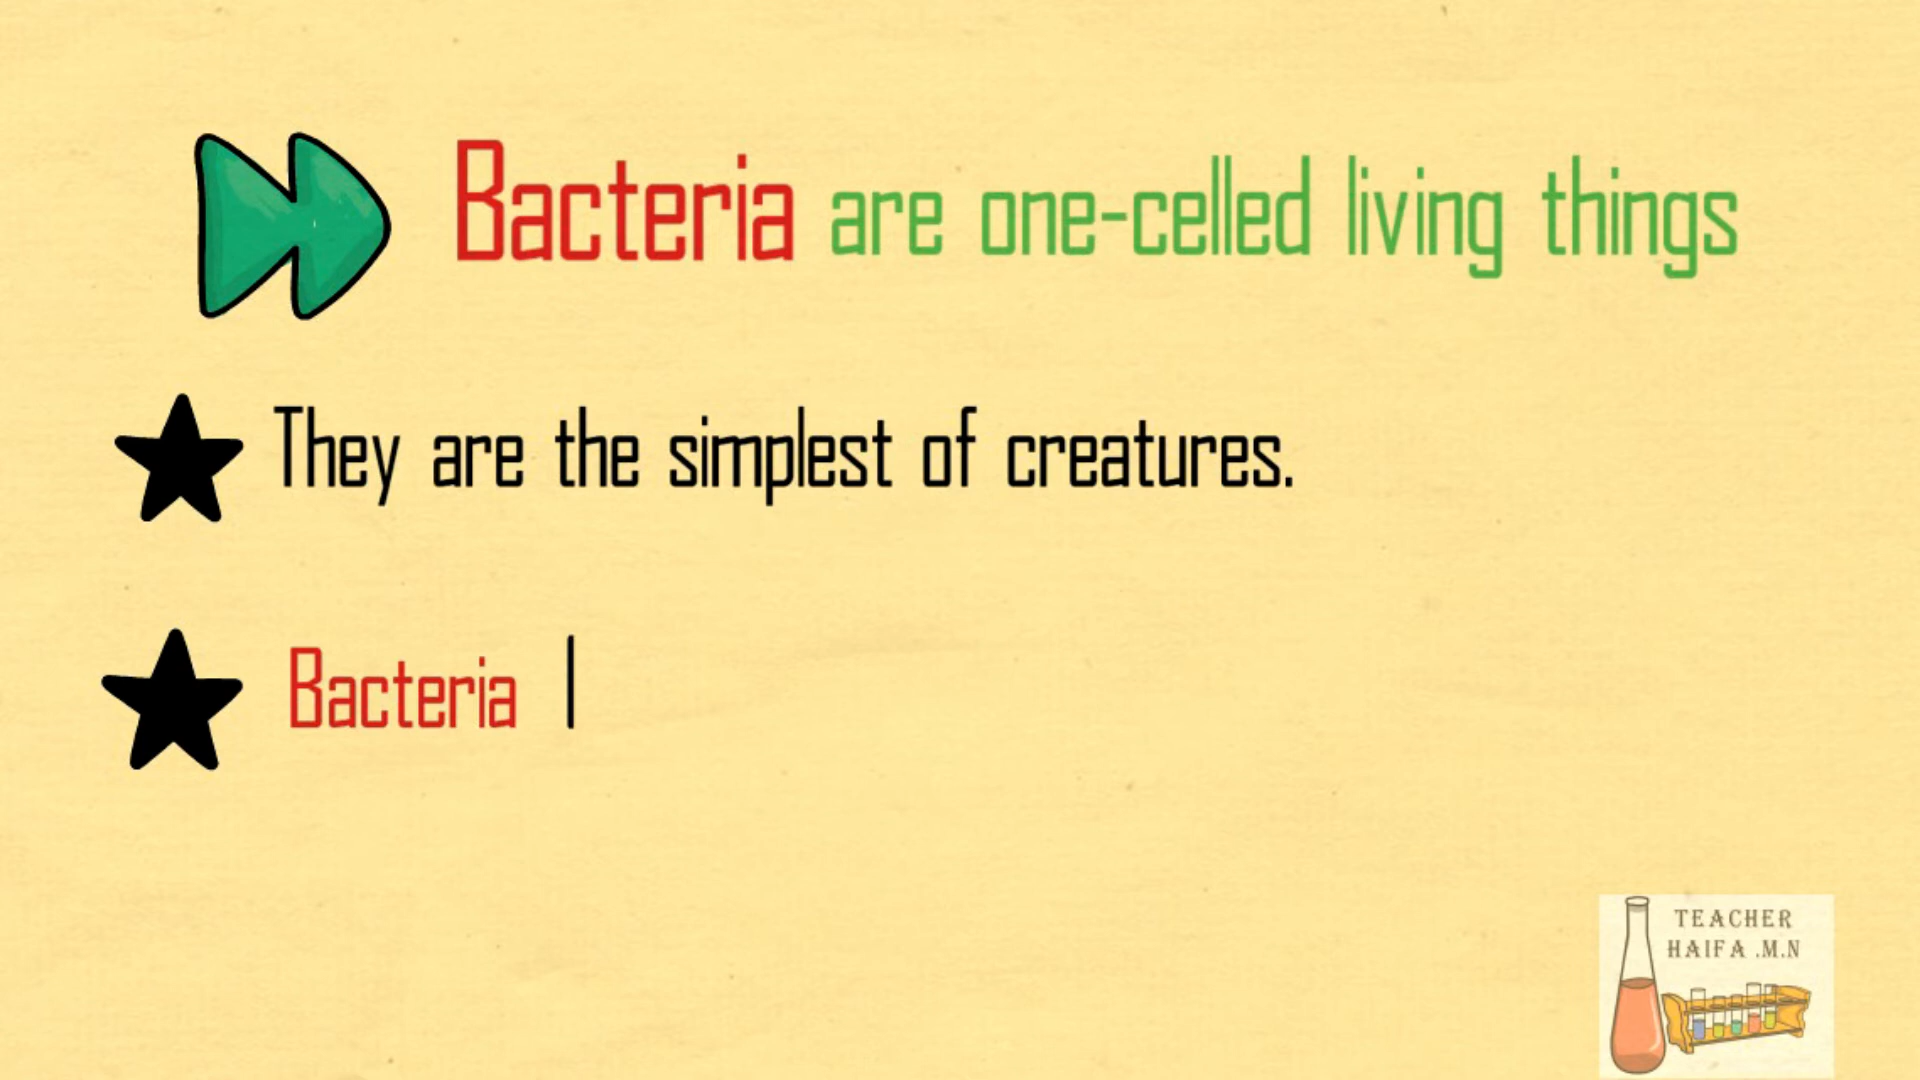 Bacteria are one-celled living things
They are the simplest of creatures.
Bacteria
TEACHER
HAIFA .M.N